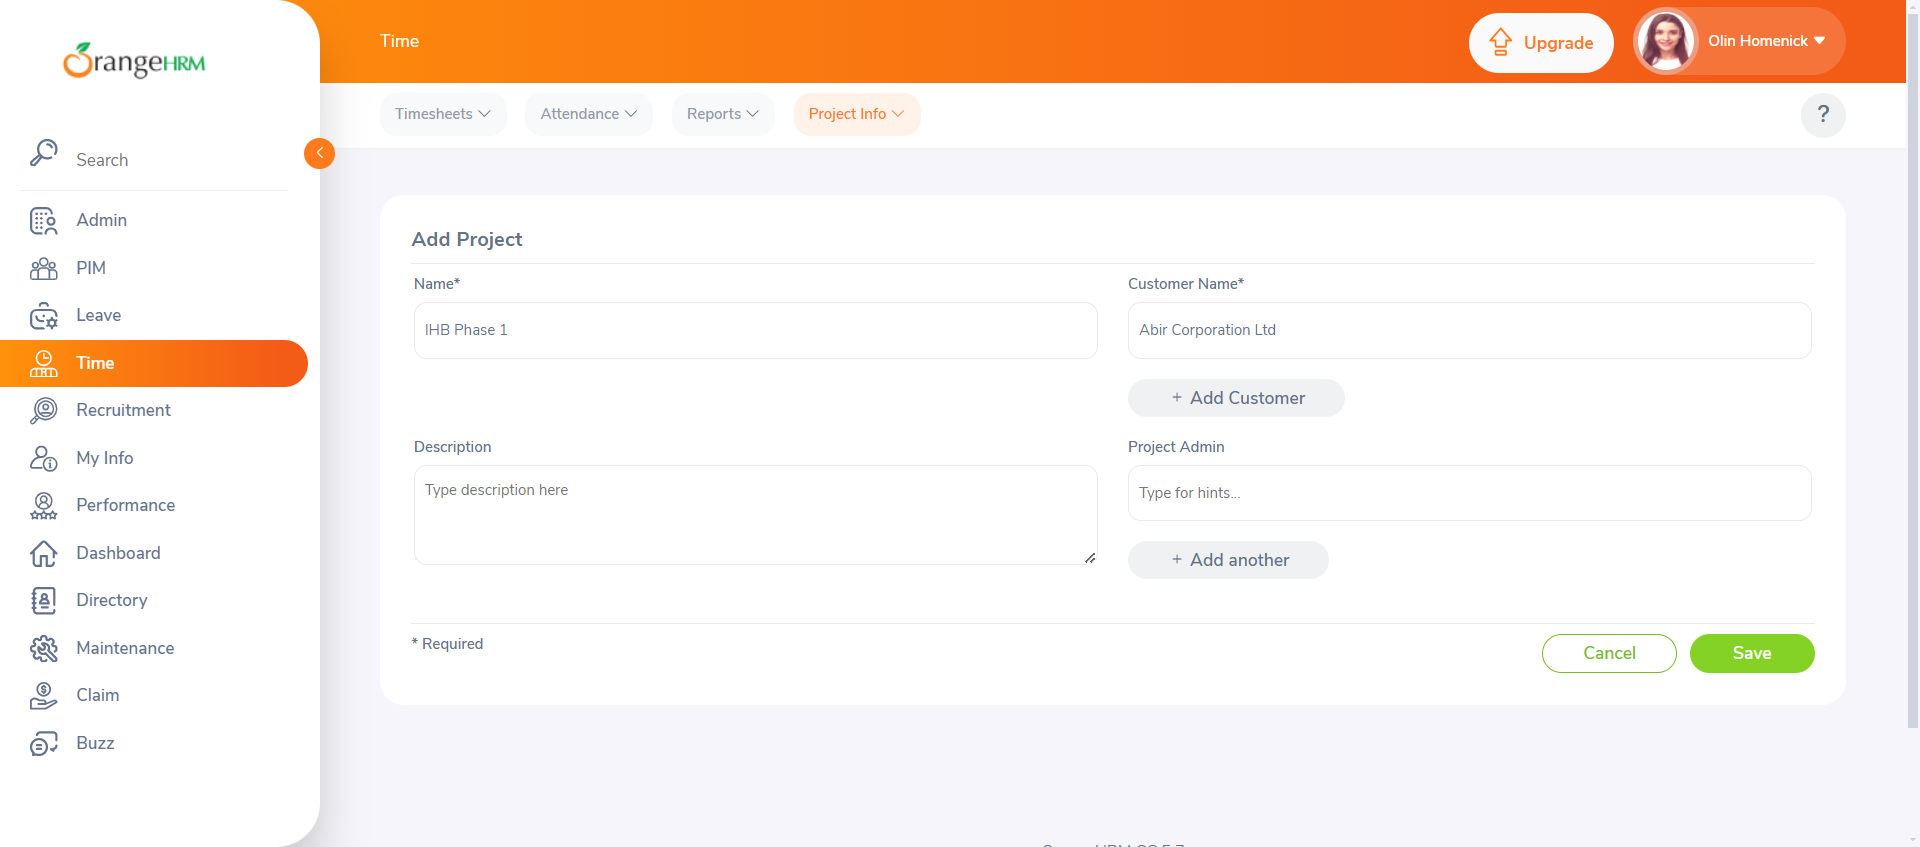 OrangeHRM
Time
Upgrade
Olin Homenick
Search
Admin
PIM
Leave
Time
Recruitment
My Info
Performance
Dashboard
Directory
Maintenance
Claim
Buzz
Timesheets
Attendance
Reports
Project Info
?
Add Project
Name*
Customer Name*
IHB Phase 1
Abir Corporation Ltd
+ Add Customer
Description
Project Admin
Type description here
Type for hints...
+ Add another
* Required
Cancel
Save